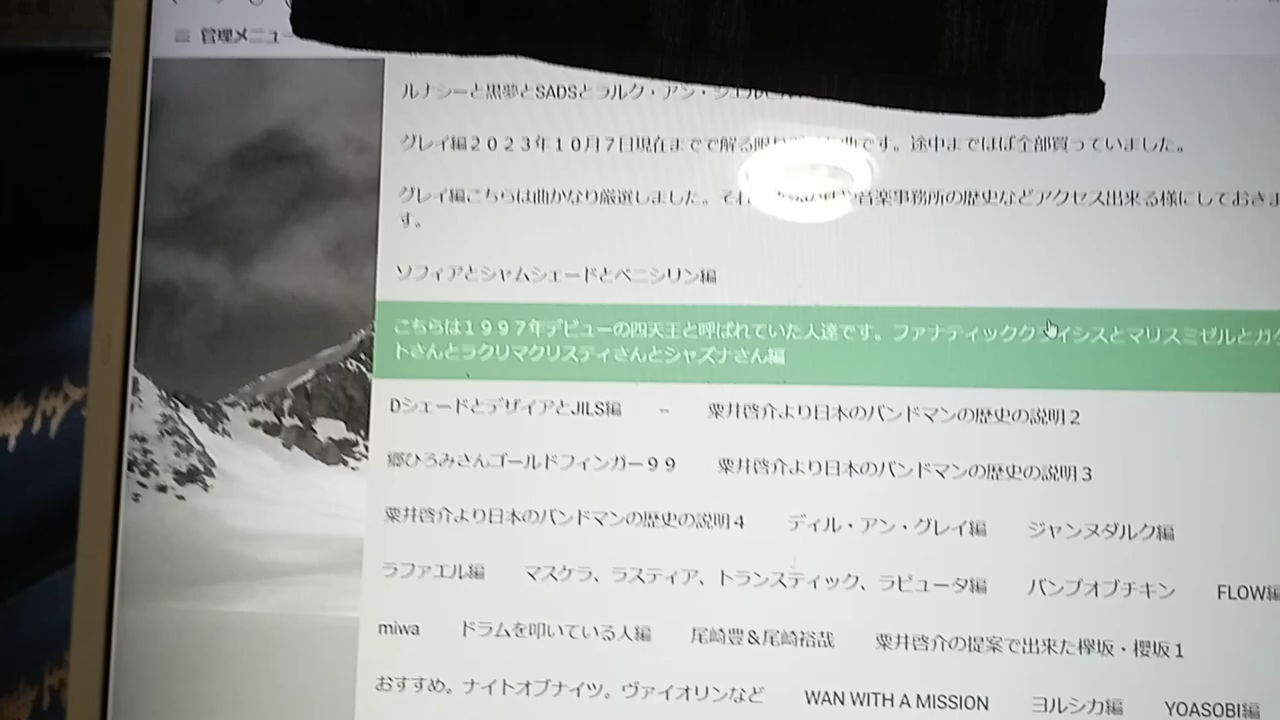 管理メニュー
ルナシーと黒夢とSADSとラルク・アン・シエル
グレイ編2023年10月7日現在までで解る限り 曲です。途中までほぼ全部買っていました。
グレイ編こちらは曲かなり厳選しました。それ 音楽事務所の歴史などアクセス出来る様にしておきま
す。
ソフィアとシャムシェードとペニシリン編
こちらは1997年デビューの四天王と呼ばれていた人達です。ファナティッククライシスとマリスミゼルとガク
トさんとラクリマクリスティさんとシャズナさん編
DシェードとデザイアとJILS編 - 粟井啓介より日本のバンドマンの歴史の説明2
郷ひろみさんゴールドフィンガー99 粟井啓介より日本のバンドマンの歴史の説明3
粟井啓介より日本のバンドマンの歴史の説明4 ディル・アン・グレイ編 ジャンヌダルク編
ラファエル編 マスケラ、ラスティア、トランスティック、ラピュータ編 バンプオブチキン FLOW編
miwa ドラムを叩いている人編 尾崎豊＆尾崎裕哉 粟井啓介の提案で出来た欅坂・櫻坂1
おすすめ。ナイトオブナイツ。ヴァイオリンなど WAN WITH A MISSION ヨルシカ編 YOASOBI編